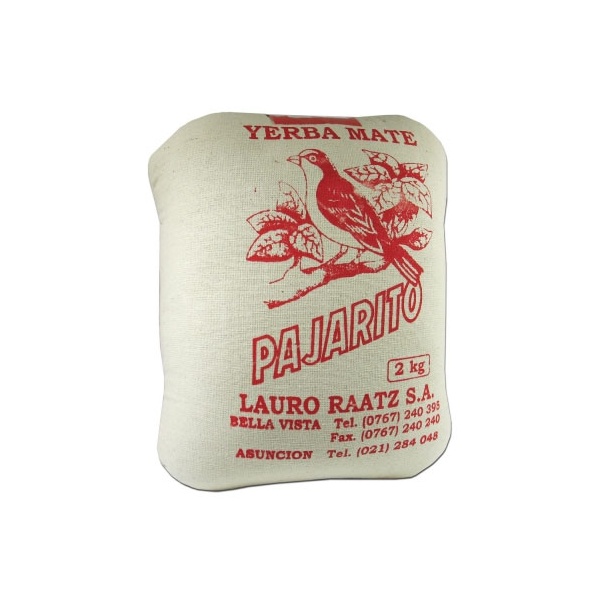 YERBA MATE
PAJARITO
2 kg
LAURO RAATZ S.A.
BELLA VISTA Tel. (0767) 240 395
Fax. (0767) 240 240
ASUNCION Tel. (021) 284 048